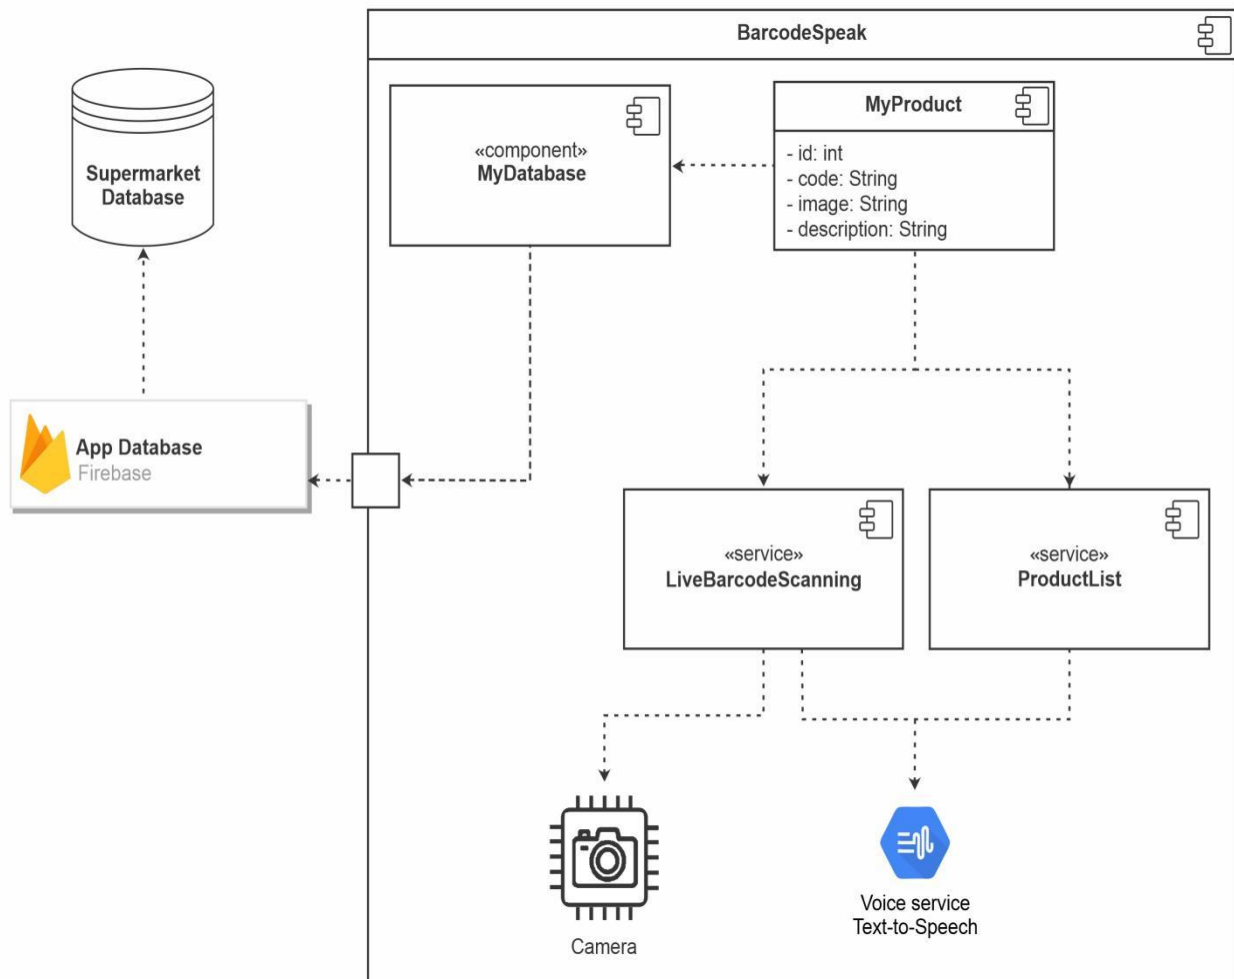 BarcodeSpeak
Supermarket
Database
«component»
MyDatabase
MyProduct
- id: int
- code: String
- image: String
- description: String
App Database
Firebase
«service»
LiveBarcodeScanning
«service»
ProductList
Camera
Voice service
Text-to-Speech